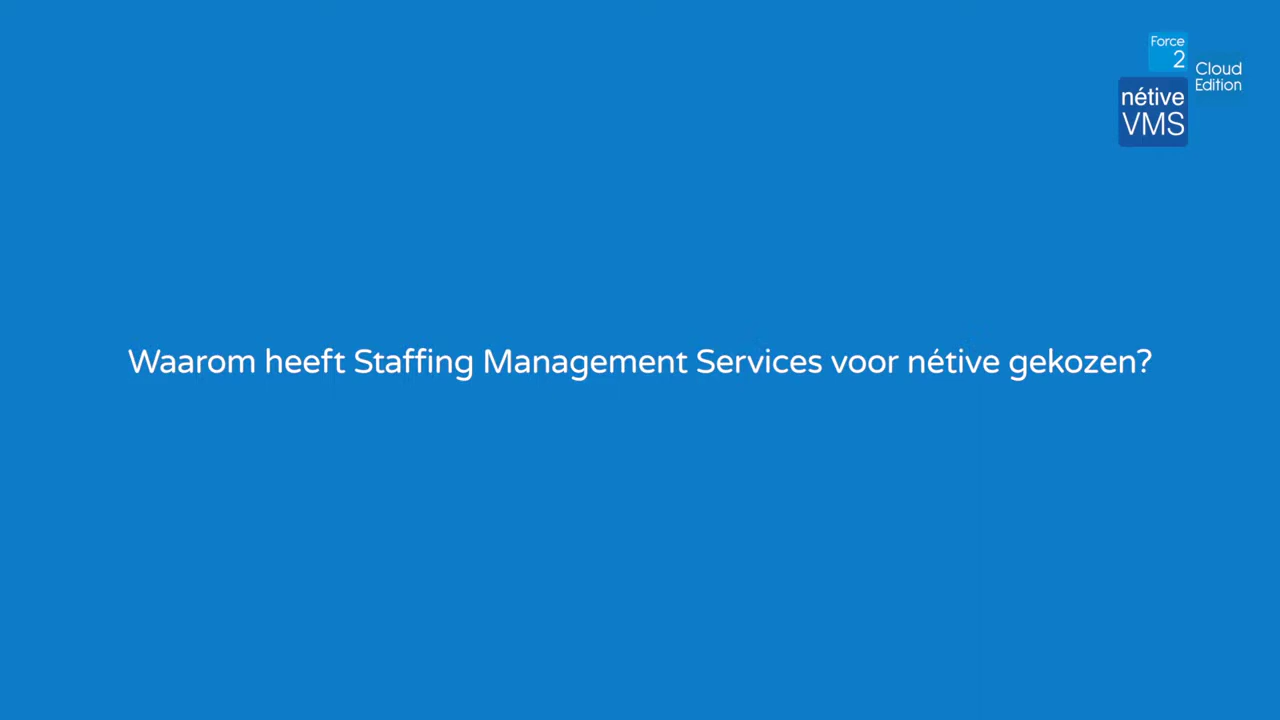 Force
2
Cloud
Edition
nétive
VMS
Waarom heeft Staffing Management Services voor nétive gekozen?